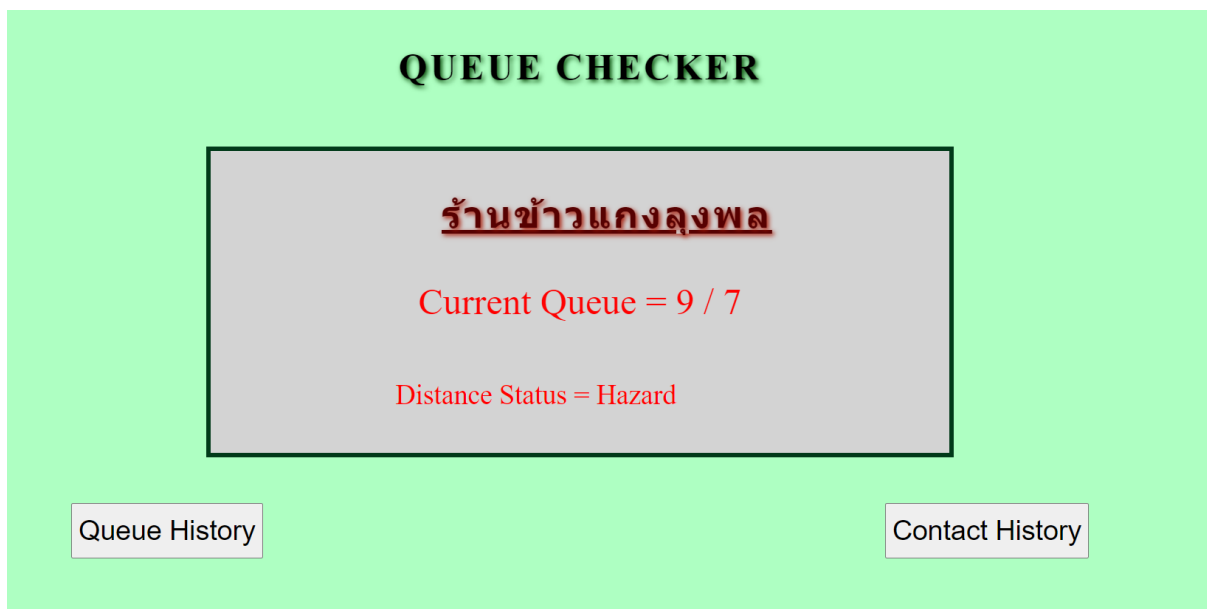 QUEUE CHECKER
ร้านข้าวแกงลุงพล
Current Queue = 9 / 7
Distance Status = Hazard
Queue History
Contact History